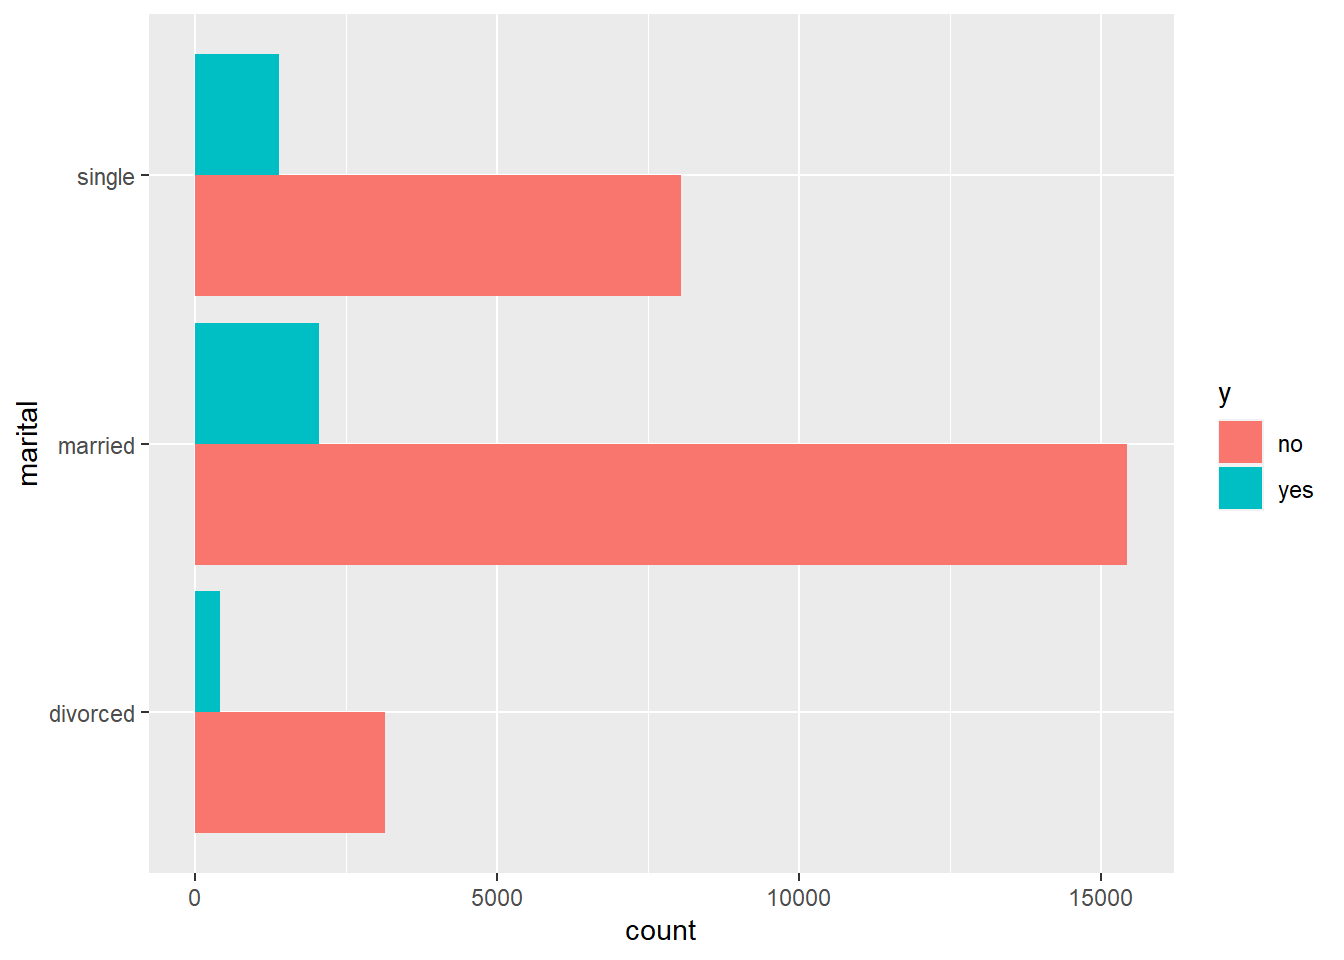 single
married
divorced
marital
0 5000 10000 15000
count
y
no
yes